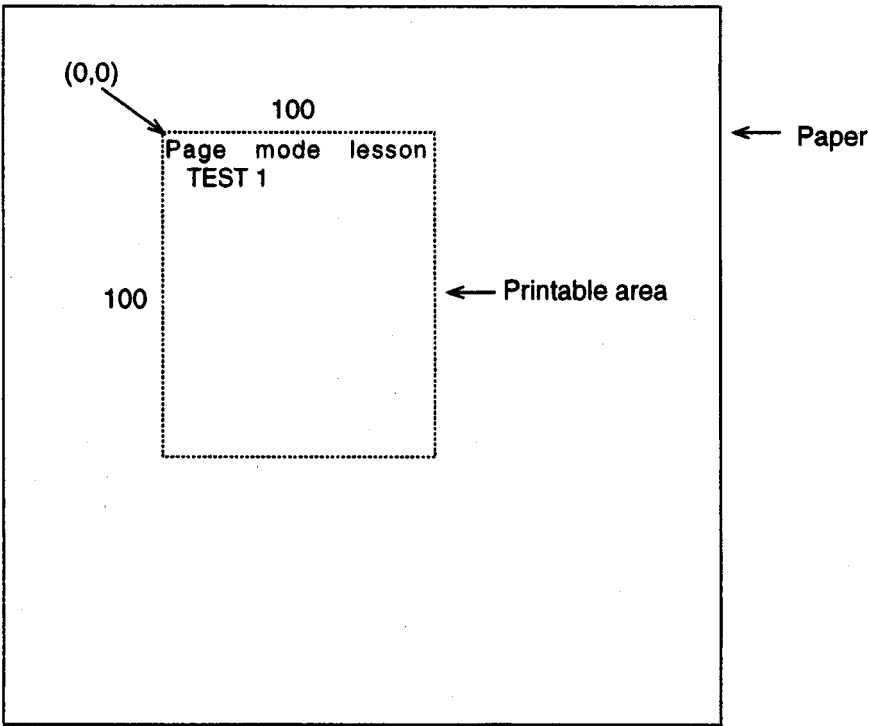 (0,0)
100
Paper
Page mode lesson
TEST 1
100
Printable area